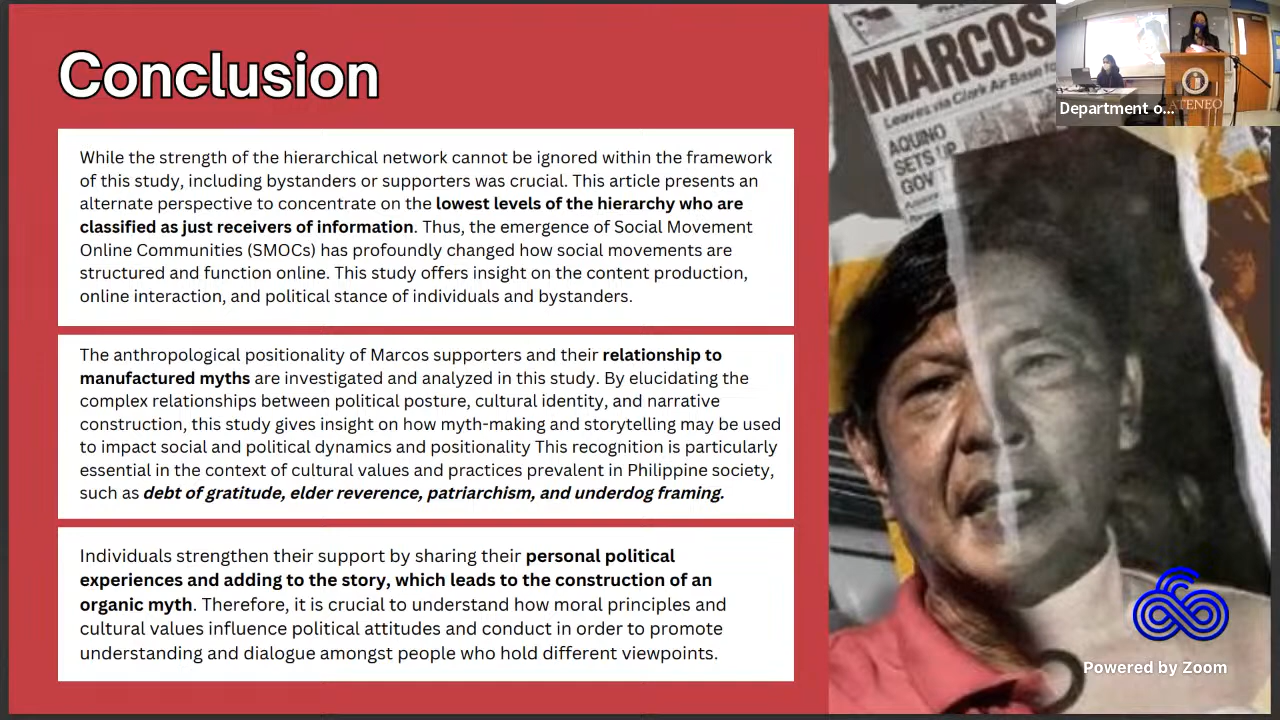 Conclusion
While the strength of the hierarchical network cannot be ignored within the framework
of this study, including bystanders or supporters was crucial. This article presents an
alternate perspective to concentrate on the lowest levels of the hierarchy who are
classified as just receivers of information. Thus, the emergence of Social Movement
Online Communities (SMOCs) has profoundly changed how social movements are
structured and function online. This study offers insight on the content production,
online interaction, and political stance of individuals and bystanders.
The anthropological positionality of Marcos supporters and their relationship to
manufactured myths are investigated and analyzed in this study. By elucidating the
complex relationships between political posture, cultural identity, and narrative
construction, this study gives insight on how myth-making and storytelling may be used
to impact social and political dynamics and positionality This recognition is particularly
essential in the context of cultural values and practices prevalent in Philippine society,
such as debt of gratitude, elder reverence, patriarchism, and underdog framing.
Individuals strengthen their support by sharing their personal political
experiences and adding to the story, which leads to the construction of an
organic myth. Therefore, it is crucial to understand how moral principles and
cultural values influence political attitudes and conduct in order to promote
understanding and dialogue amongst people who hold different viewpoints.
MARCOS
Leaves via Clark Air Base
AQUINO
SETS UP
GOV'T
Department o...
ATENEO
Powered by Zoom